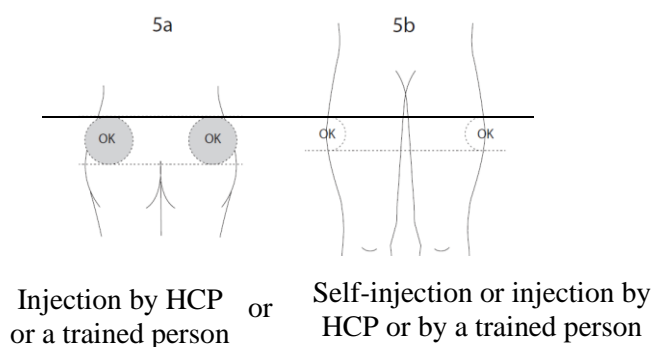 5a
5b
OK
OK
OK
OK
Injection by HCP
or a trained person
or
Self-injection or injection by
HCP or by a trained person